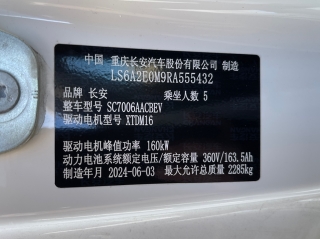 中国 重庆长安汽车股份有限公司 制造
LS6A2E0M9RA555432
品牌 长安 乘坐人数 5
整车型号 SC7006AACBEV
驱动电机型号 XTDM16
驱动电机峰值功率 160kW
动力电池系统额定电压/额定容量 360V/163.5Ah
制造年月 2024-06-03 最大允许总质量 2285kg